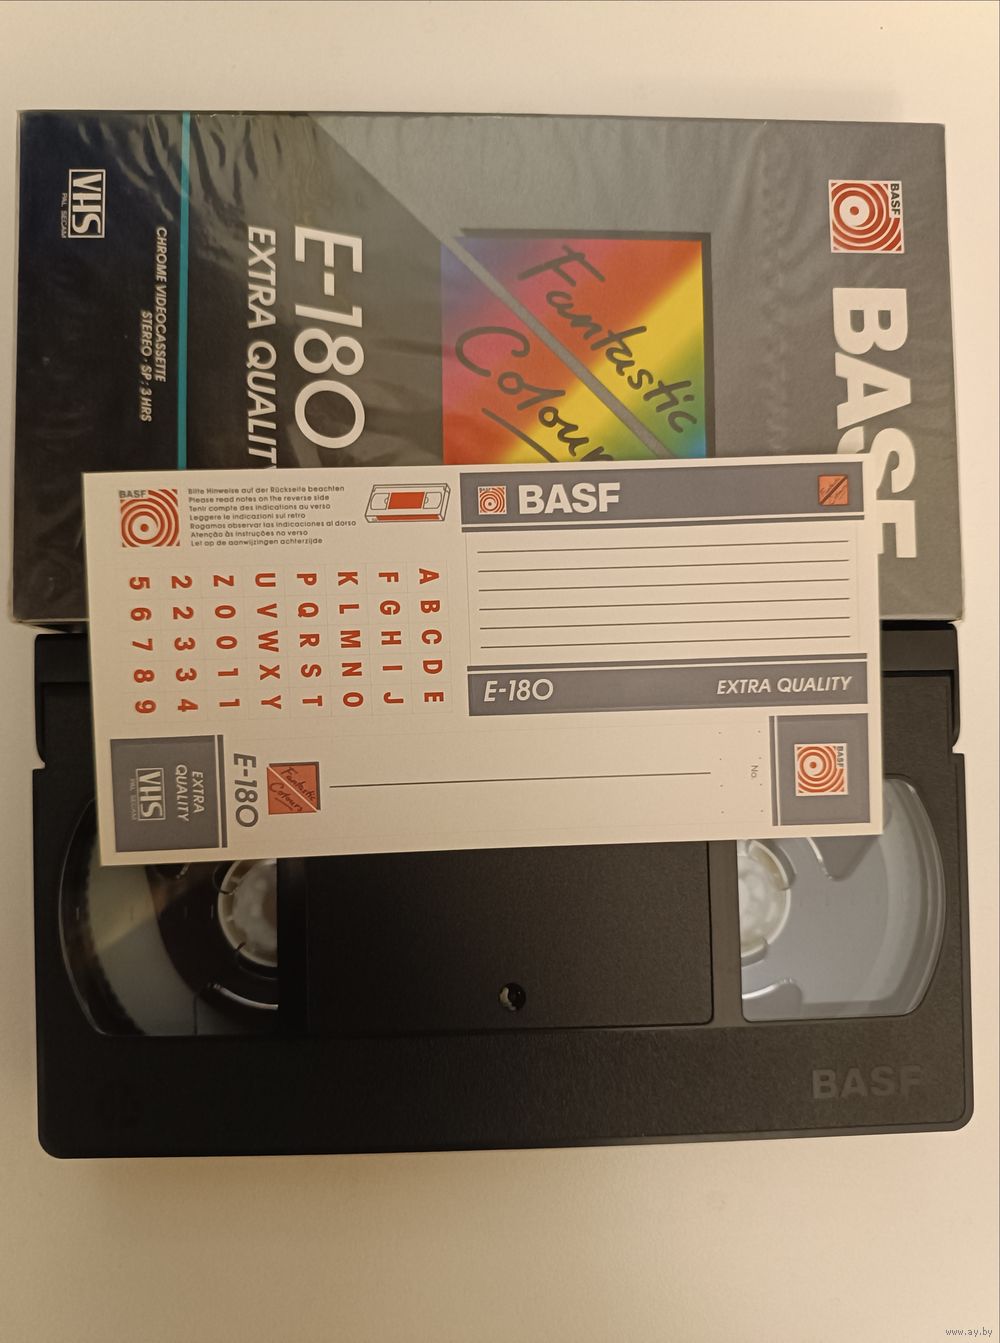 BASF
BASF
Fantastic
Colours
E-180
EXTRA QUALITY
CHROME VIDEOCASSETTE
STEREO · SP : 3 HRS
VHS
PAL SECAM
BASF
Bitte Hinweise auf der Rückseite beachten
Please read notes on the reverse side
Tenir compte des indications au verso
Leggere le indicazioni sul retro
Rogamos observar las indicaciones al dorso
Atenção às instruções no verso
Let op de aanwijzingen achterzijde
A B C D E
F G H I J
K L M N O
P Q R S T
U V W X Y
Z 0 0 1 1
2 2 3 3 4
5 6 7 8 9
BASF
BASF
E-180
EXTRA QUALITY
BASF
No.
Fantastic
Colours
E-180
EXTRA
QUALITY
VHS
PAL SECAM
BASF
www.ay.by